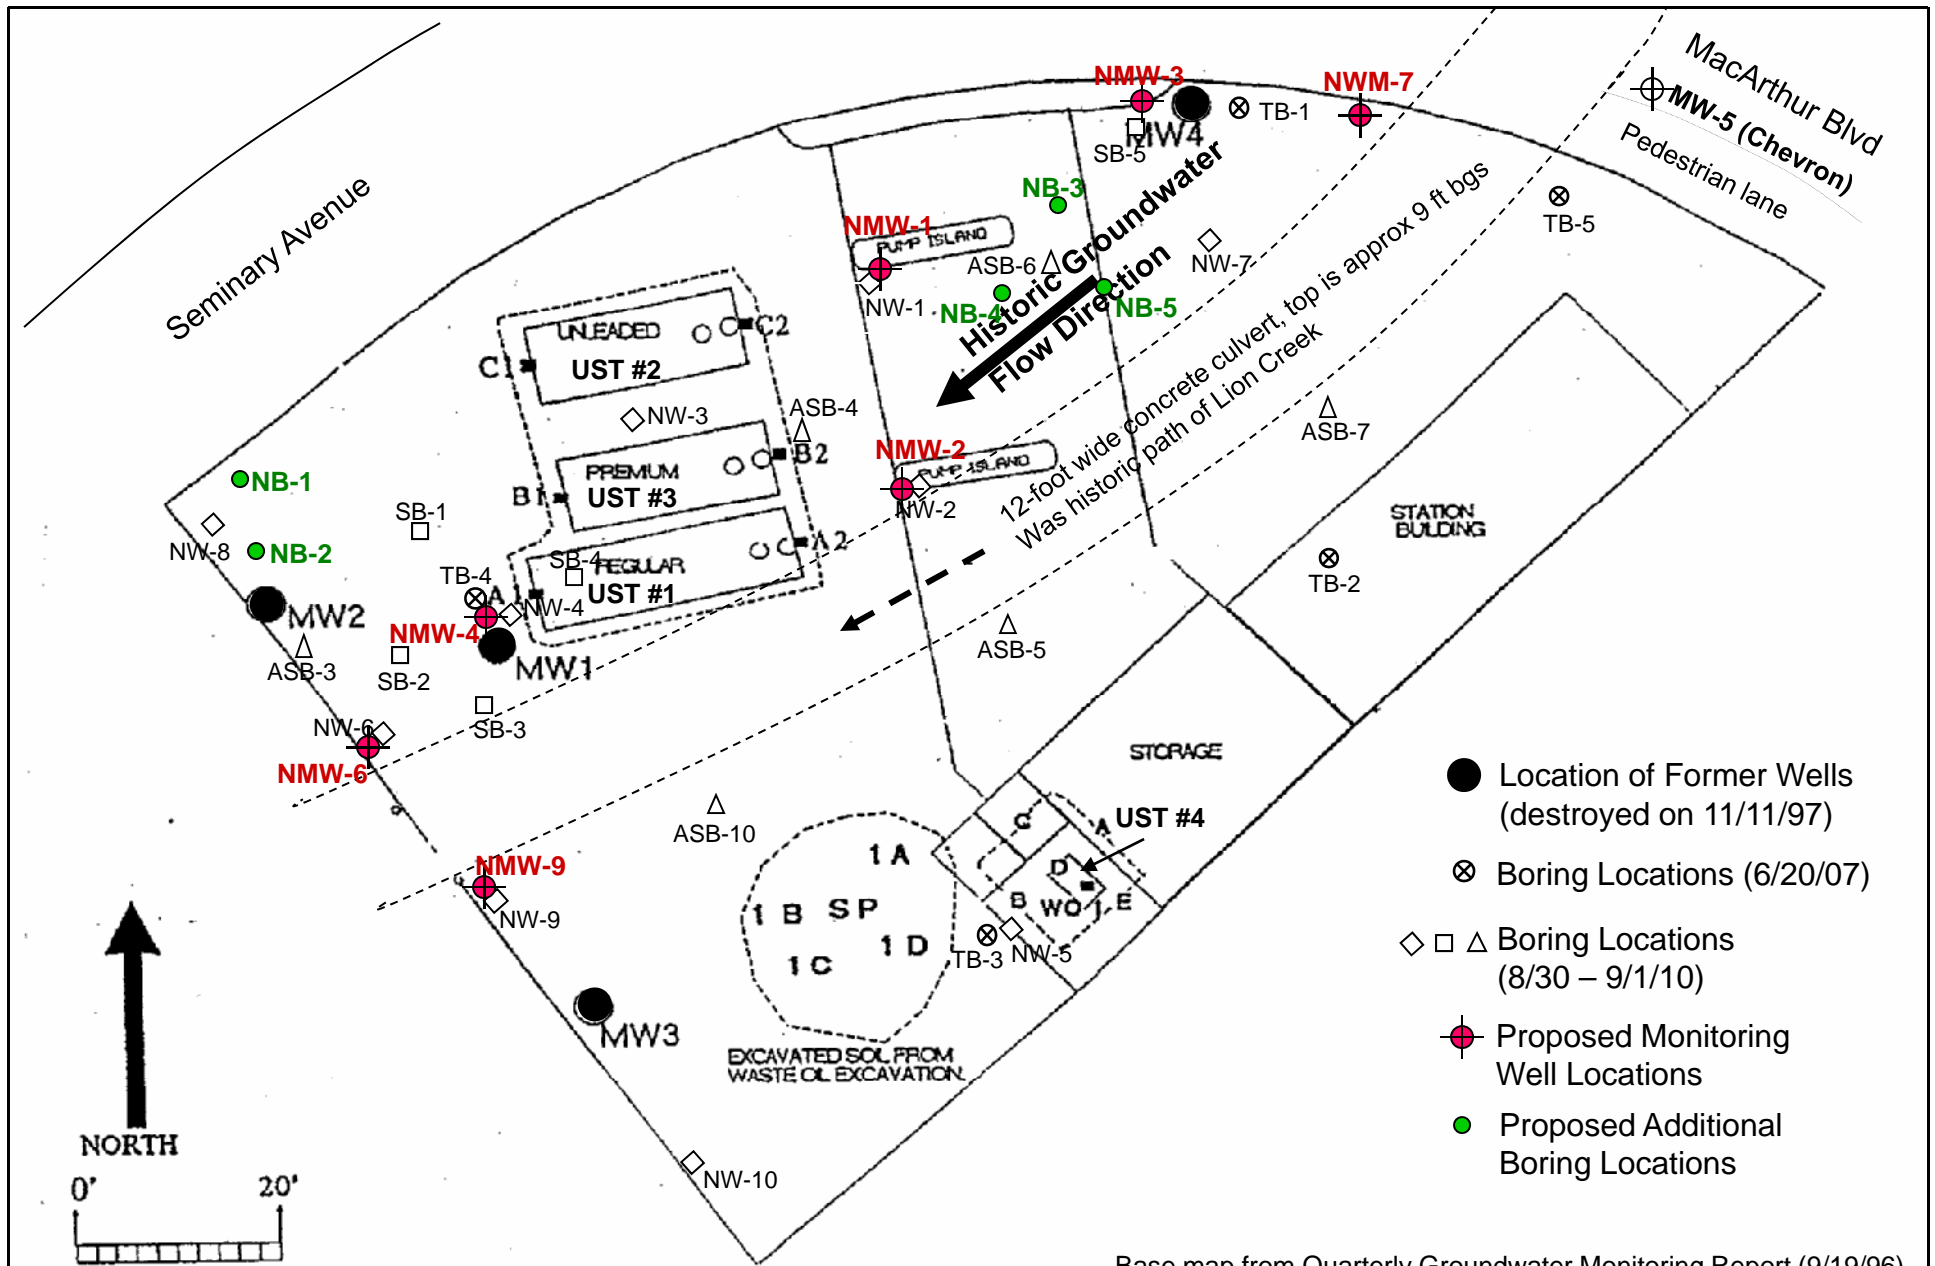 MacArthur Blvd
MW-5 (Chevron)
Pedestrian lane
NMW-3
NWM-7
TB-1
MW4
SB-5
Seminary Avenue
NB-3
TB-5
NMW-1
PUMP ISLAND
ASB-6
NW-7
NW-1
NB-4
NB-5
Historic Groundwater
Flow Direction
12-foot wide concrete culvert, top is approx 9 ft bgs
Was historic path of Lion Creek
UNLEADED
UST #2
C1
C2
NW-3
ASB-4
ASB-7
PREMIUM
UST #3
B1
B2
NMW-2
PUMP ISLAND
NW-2
NB-1
SB-1
NW-8
NB-2
STATION
BUILDING
TB-2
SB-4
REGULAR
UST #1
A1
A2
TB-4
NW-4
MW2
NMW-4
MW1
ASB-3
SB-2
ASB-5
NW-6
SB-3
NMW-6
STORAGE
UST #4
C
A
D
B
WO
E
ASB-10
1A
1B
SP
1C
1D
NMW-9
NW-9
TB-3
NW-5
MW3
EXCAVATED SOL FROM
WASTE OIL EXCAVATION.
NW-10
NORTH
0'
20'
Location of Former Wells
(destroyed on 11/11/97)
Boring Locations (6/20/07)
Boring Locations
(8/30 – 9/1/10)
Proposed Monitoring
Well Locations
Proposed Additional
Boring Locations
Base map from Quarterly Groundwater Monitoring Report (9/19/96)